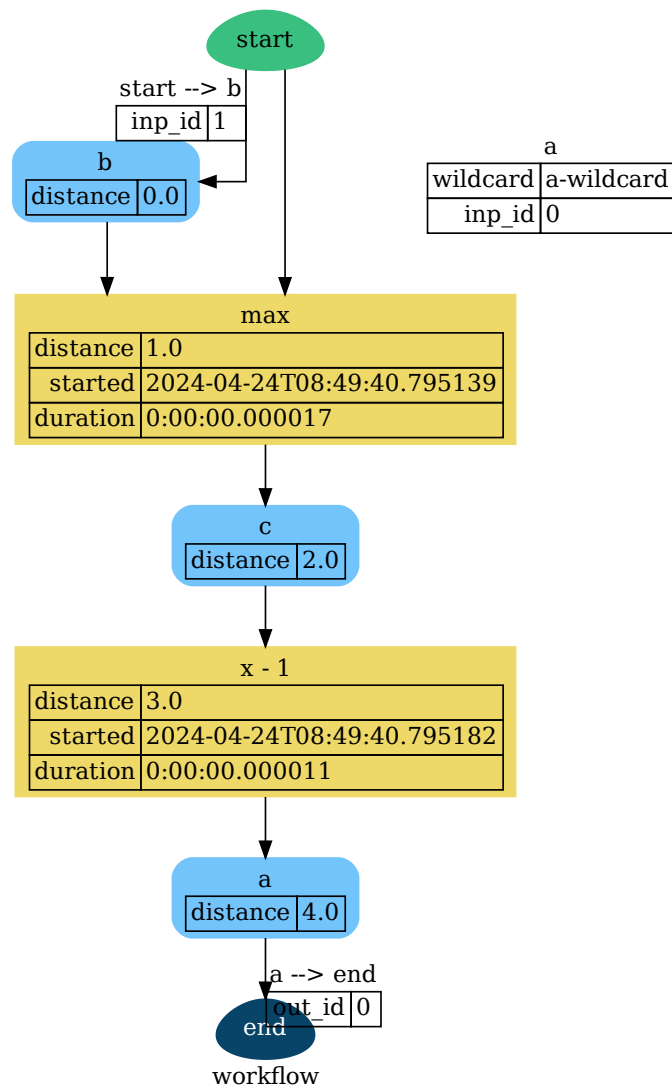 start
start --> b
inp_id 1
a
wildcard a-wildcard
inp_id 0
b
distance 0.0
max
distance 1.0
started 2024-04-24T08:49:40.795139
duration 0:00:00.000017
c
distance 2.0
x - 1
distance 3.0
started 2024-04-24T08:49:40.795182
duration 0:00:00.000011
a
distance 4.0
a --> end
out_id 0
end
workflow